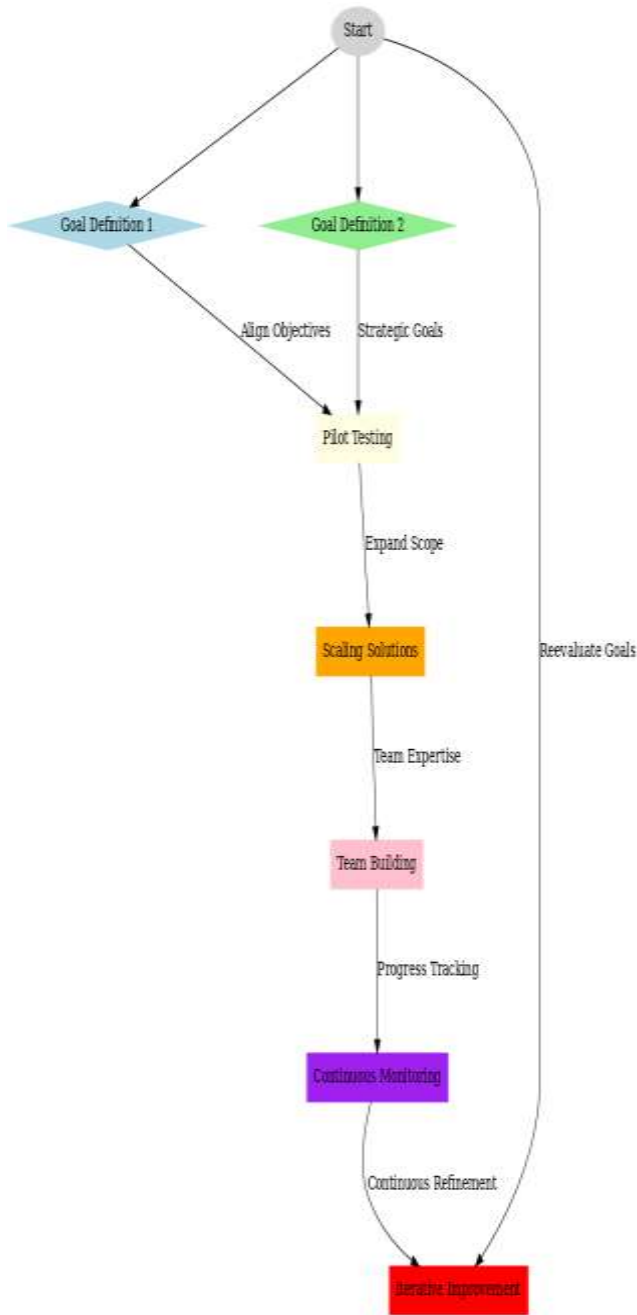 Start
Goal Definition 1
Goal Definition 2
Align Objectives
Strategic Goals
Pilot Testing
Expand Scope
Scaling Solutions
Reevaluate Goals
Team Expertise
Team Building
Progress Tracking
Continuous Monitoring
Continuous Refinement
Iterative Improvement